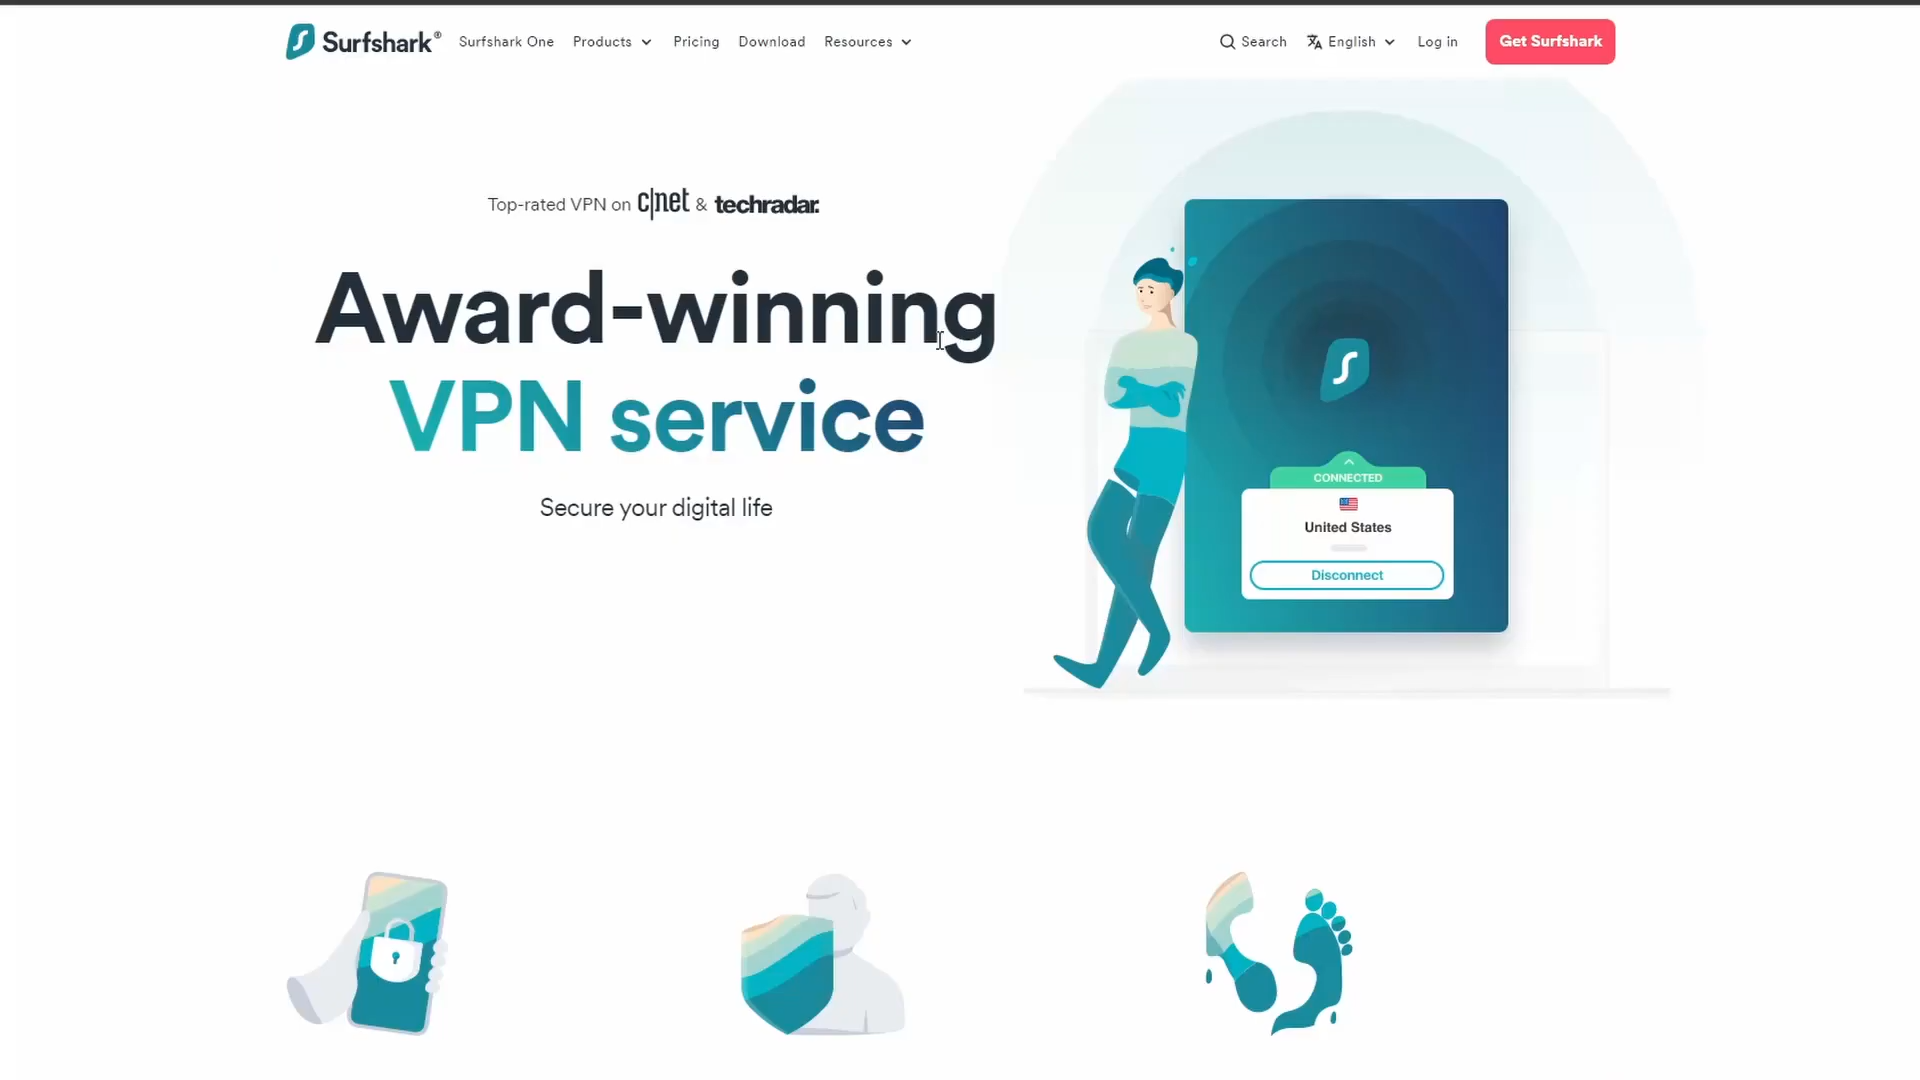 Surfshark®
Surfshark One
Products
Pricing
Download
Resources
Search
English
Log in
Get Surfshark
Top-rated VPN on c|net & techradar.
Award-winning
VPN service
Secure your digital life
CONNECTED
United States
Disconnect